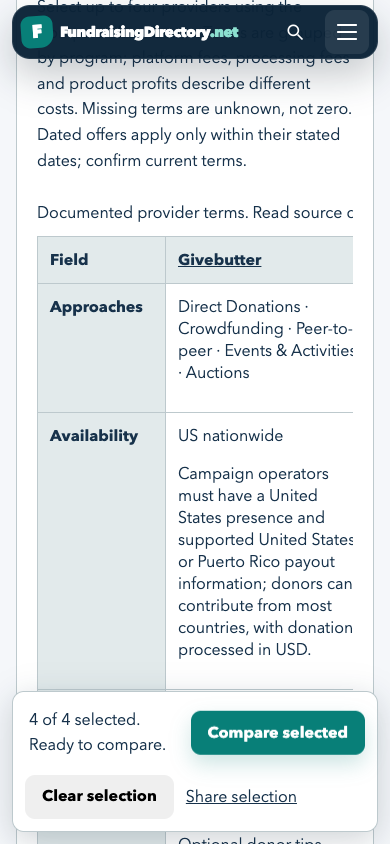 FundraisingDirectory.net
by program; platform fees, processing fees
and product profits describe different
costs. Missing terms are unknown, not zero.
Dated offers apply only within their stated
dates; confirm current terms.
Documented provider terms. Read source
Field
Givebutter
Approaches
Direct Donations ·
Crowdfunding · Peer-to-
peer · Events & Activities
· Auctions
Availability
US nationwide
Campaign operators
must have a United
States presence and
supported United States
or Puerto Rico payout
information; donors can
contribute from most
countries, with donation
processed in USD.
4 of 4 selected.
Ready to compare.
Compare selected
Clear selection
Share selection
Optional donor tips